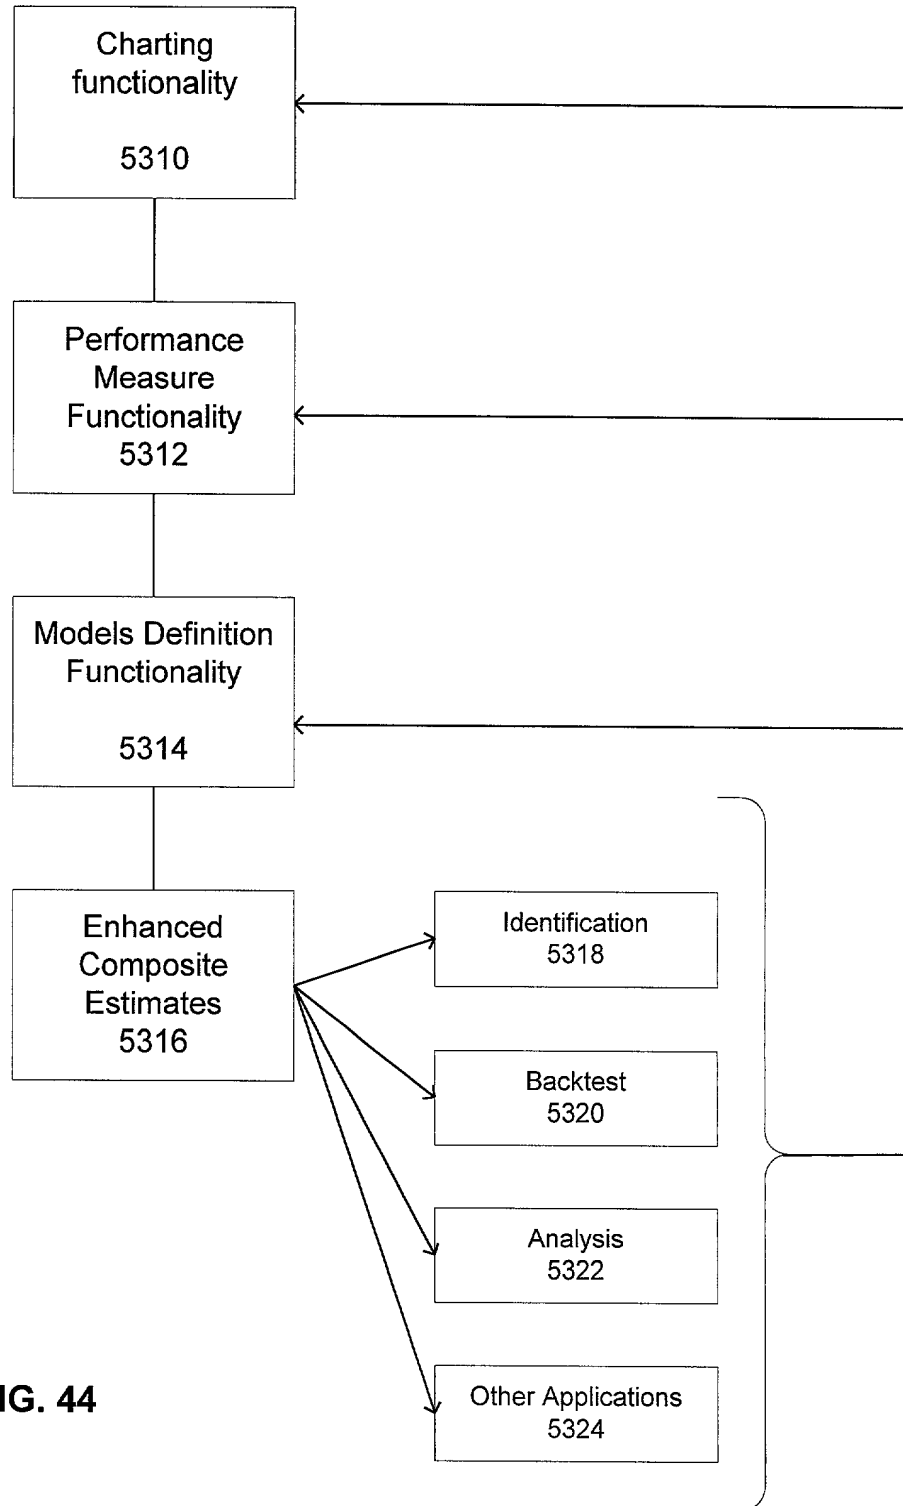 Charting
functionality
5310
Performance
Measure
Functionality
5312
Models Definition
Functionality
5314
Enhanced
Composite
Estimates
5316
Identification
5318
Backtest
5320
Analysis
5322
Other Applications
5324
IG. 44